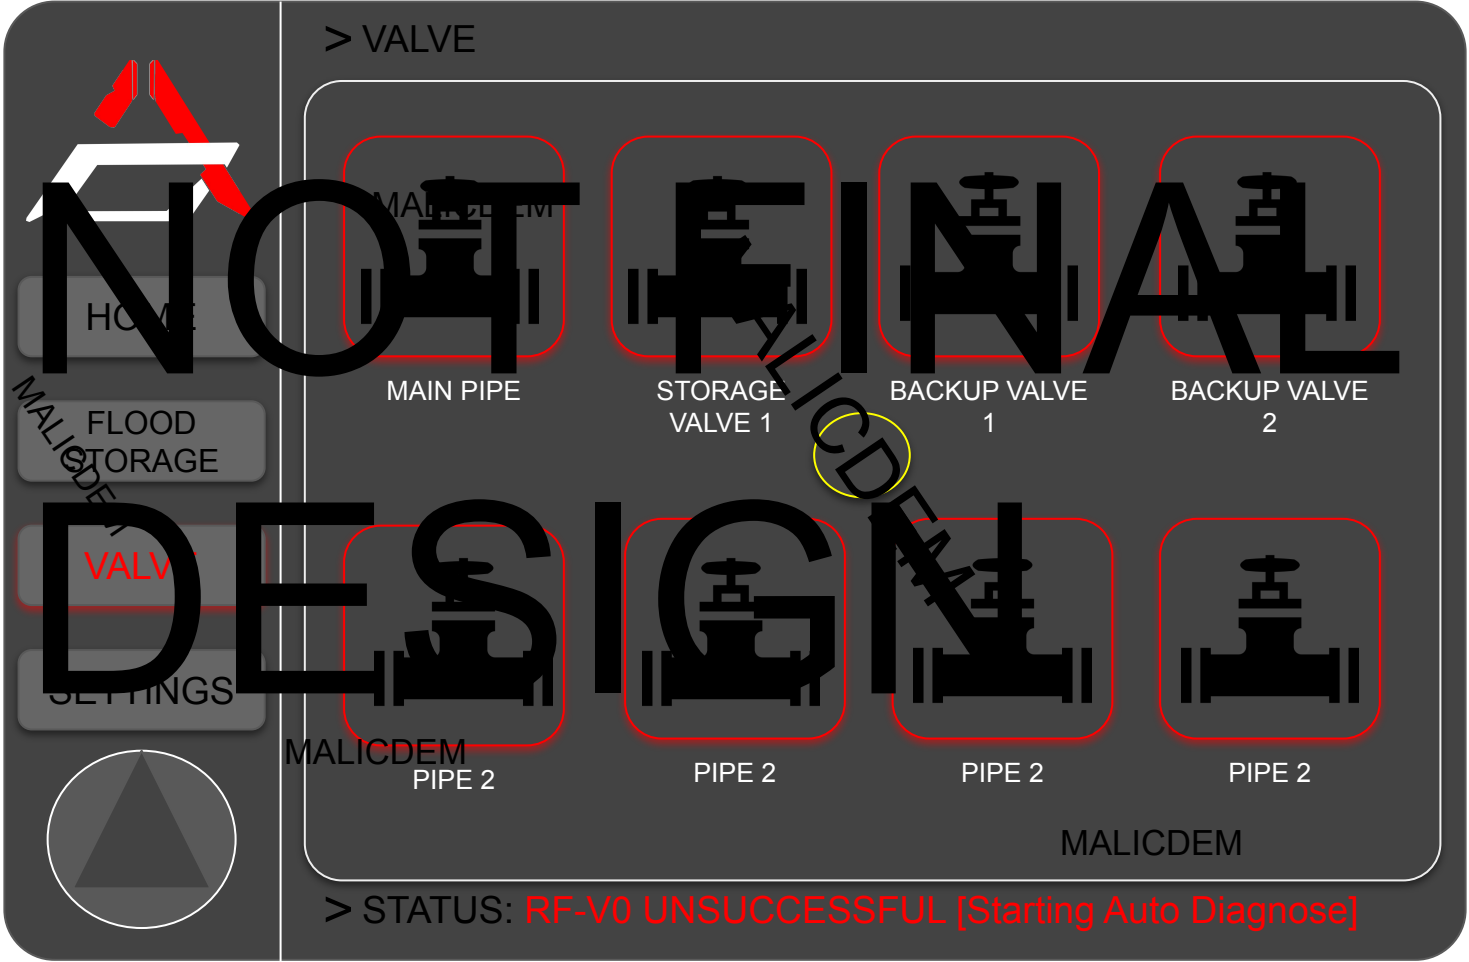 > VALVE
MALICDEM
NOT FINAL
HOME
MAIN PIPE
STORAGE
VALVE 1
BACKUP VALVE
1
BACKUP VALVE
2
MALICDEM
MALICDEM
FLOOD
STORAGE
DESIGN
VALVE
SETTINGS
MALICDEM
PIPE 2
PIPE 2
PIPE 2
PIPE 2
MALICDEM
> STATUS: RF-V0 UNSUCCESSFUL [Starting Auto Diagnose]